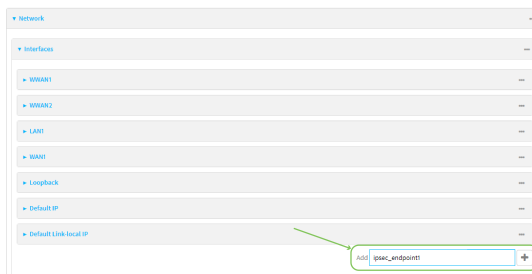 Network
Interfaces
WWAN1
WWAN2
LAN1
WAN1
Loopback
Default IP
Default Link-local IP
Add ipsec_endpoint1